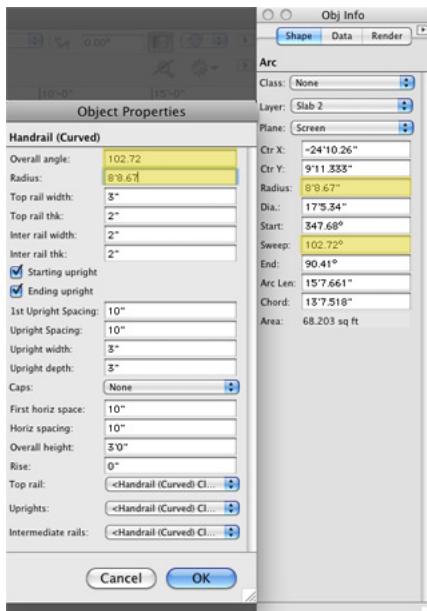 0.00°
10'-0"
15'-0"
Object Properties
Handrail (Curved)
Overall angle: 102.72
Radius: 8'8.67
Top rail width: 3"
Top rail thk: 2"
Inter rail width: 2"
Inter rail thk: 2"
Starting upright
Ending upright
1st Upright Spacing: 10"
Upright Spacing: 10"
Upright width: 3"
Upright depth: 3"
Caps: None
First horiz space: 10"
Horiz spacing: 10"
Overall height: 3'0"
Rise: 0"
Top rail: <Handrail (Curved) Cl...
Uprights: <Handrail (Curved) Cl...
Intermediate rails: <Handrail (Curved) Cl...
Cancel OK
Obj Info
Shape Data Render
Arc
Class: None
Layer: Slab 2
Plane: Screen
Ctr X: -24'10.26"
Ctr Y: 9'11.333"
Radius: 8'8.67"
Dia.: 17'5.34"
Start: 347.68°
Sweep: 102.72°
End: 90.41°
Arc Len: 15'7.661"
Chord: 13'7.518"
Area: 68.203 sq ft